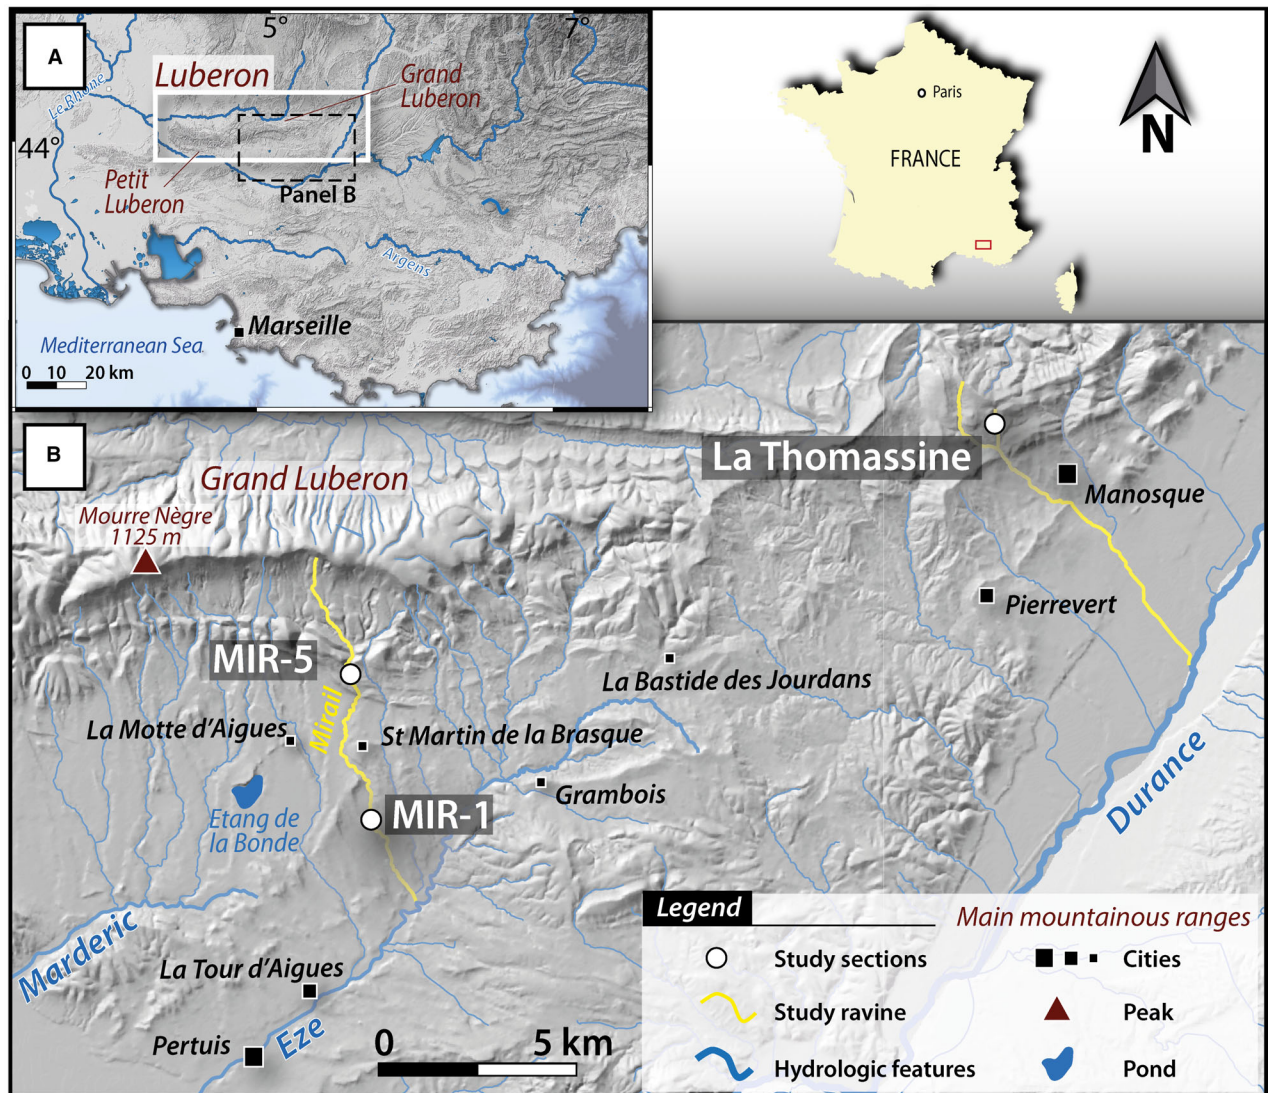 A
5°
7°
Le Rhône
Luberon
Grand
Luberon
44°
Petit
Luberon
Panel B
Argens
Marseille
Mediterranean Sea
0 10 20 km
Paris
FRANCE
N
B
Grand Luberon
Mourre Nègre
1125 m
La Thomassine
Manosque
Pierrevert
MIR-5
Mirail
La Bastide des Jourdans
La Motte d'Aigues
St Martin de la Brasque
Grambois
MIR-1
Etang de
la Bonde
Durance
Marderic
La Tour d'Aigues
Eze
Pertuis
0 5 km
Legend
Main mountainous ranges
Study sections
Cities
Study ravine
Peak
Hydrologic features
Pond